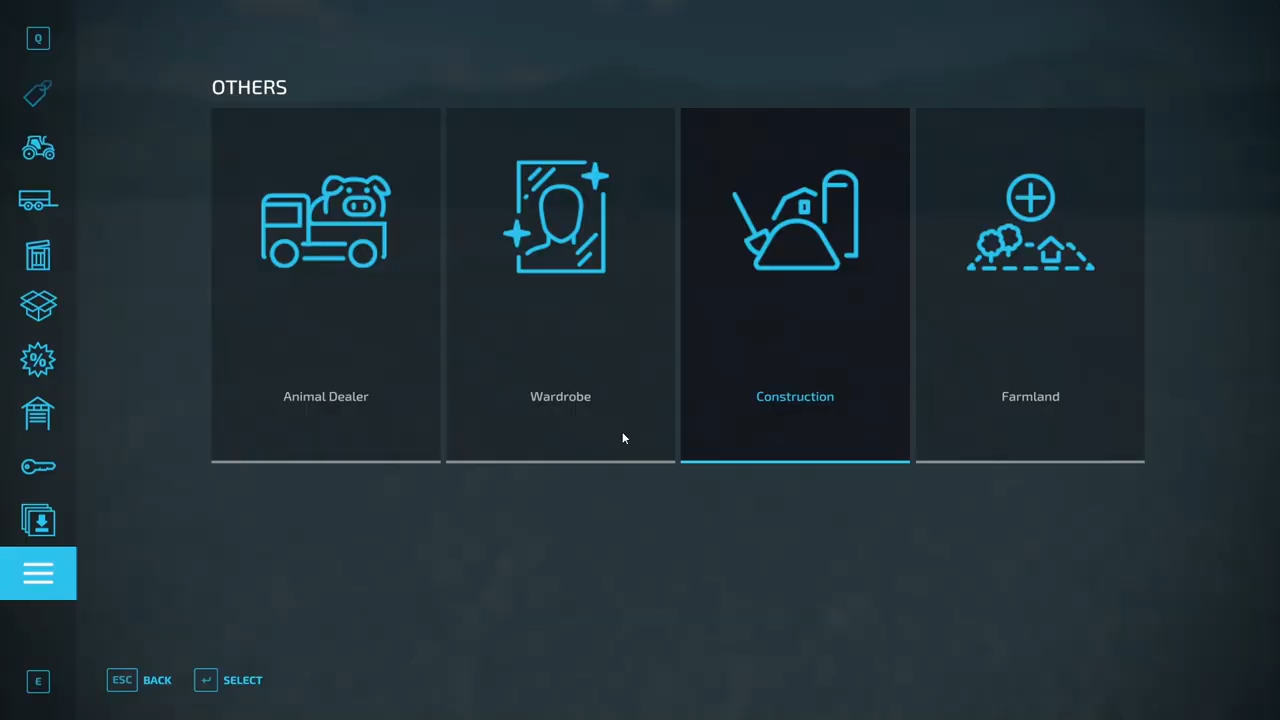 Q
OTHERS
%
Animal Dealer
Wardrobe
Construction
Farmland
E
ESC BACK
SELECT